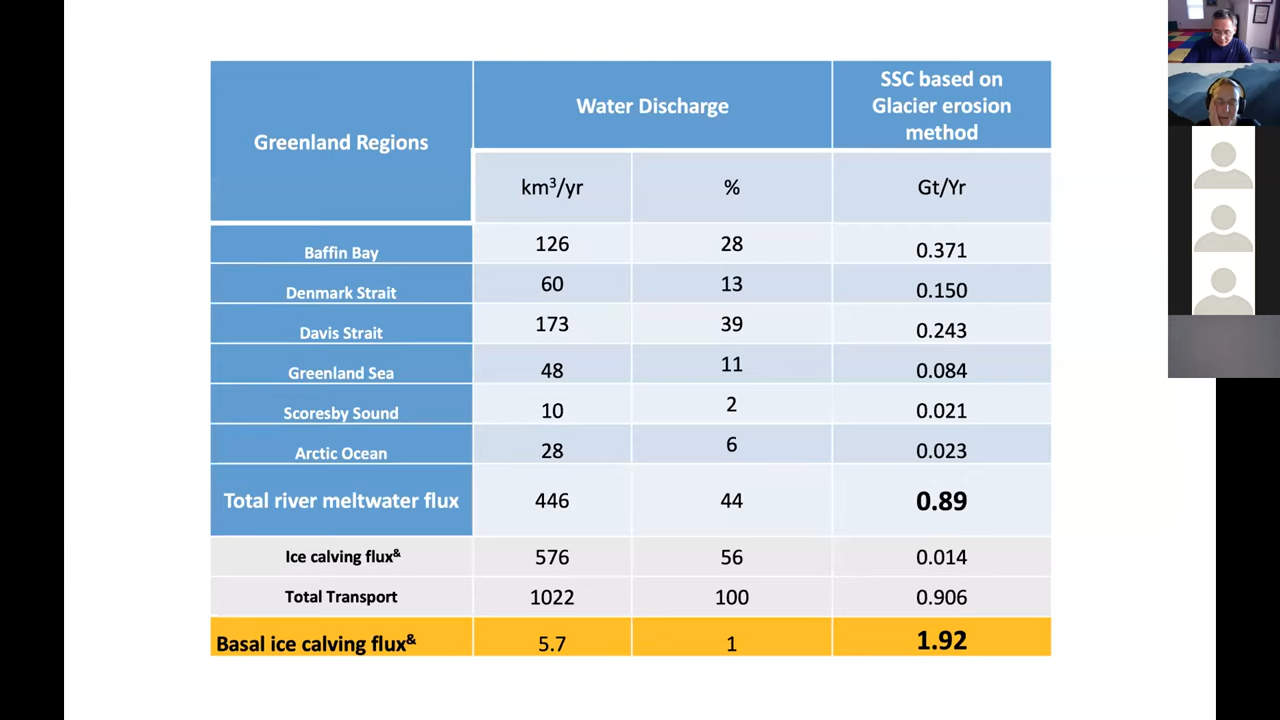 Greenland Regions
Water Discharge
SSC based on
Glacier erosion
method
km³/yr
%
Gt/Yr
Baffin Bay 126 28 0.371
Denmark Strait 60 13 0.150
Davis Strait 173 39 0.243
Greenland Sea 48 11 0.084
Scoresby Sound 10 2 0.021
Arctic Ocean 28 6 0.023
Total river meltwater flux 446 44 0.89
Ice calving flux& 576 56 0.014
Total Transport 1022 100 0.906
Basal ice calving flux& 5.7 1 1.92